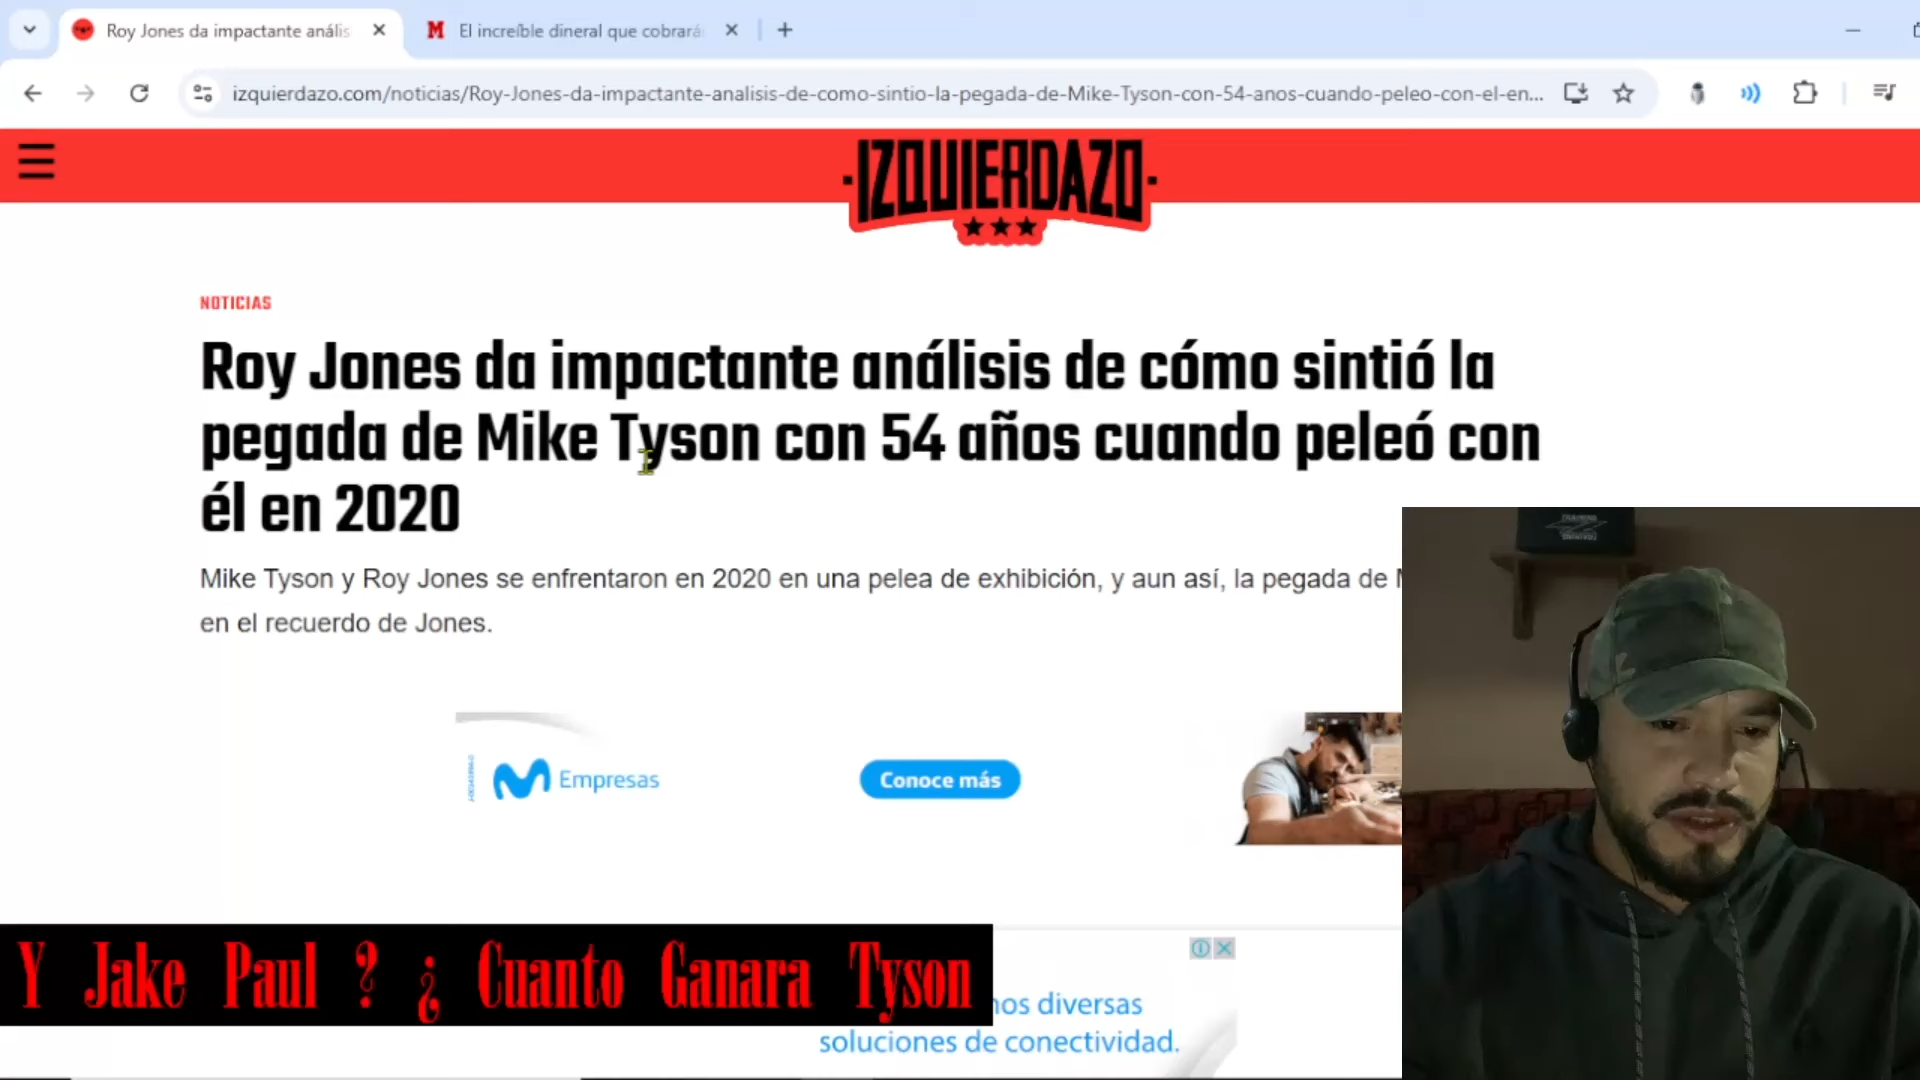 Roy Jones da impactante anális
El increíble dineral que cobrará
izquierdazo.com/noticias/Roy-Jones-da-impactante-analisis-de-como-sintio-la-pegada-de-Mike-Tyson-con-54-anos-cuando-peleo-con-el-en...
IZQUIERDAZO
NOTICIAS
Roy Jones da impactante análisis de cómo sintió la
pegada de Mike Tyson con 54 años cuando peleó con
él en 2020
Mike Tyson y Roy Jones se enfrentaron en 2020 en una pelea de exhibición, y aun así, la pegada de
en el recuerdo de Jones.
Empresas
Conoce más
Y Jake Paul ? ¿ Cuanto Ganara Tyson
diversas
soluciones de conectividad.